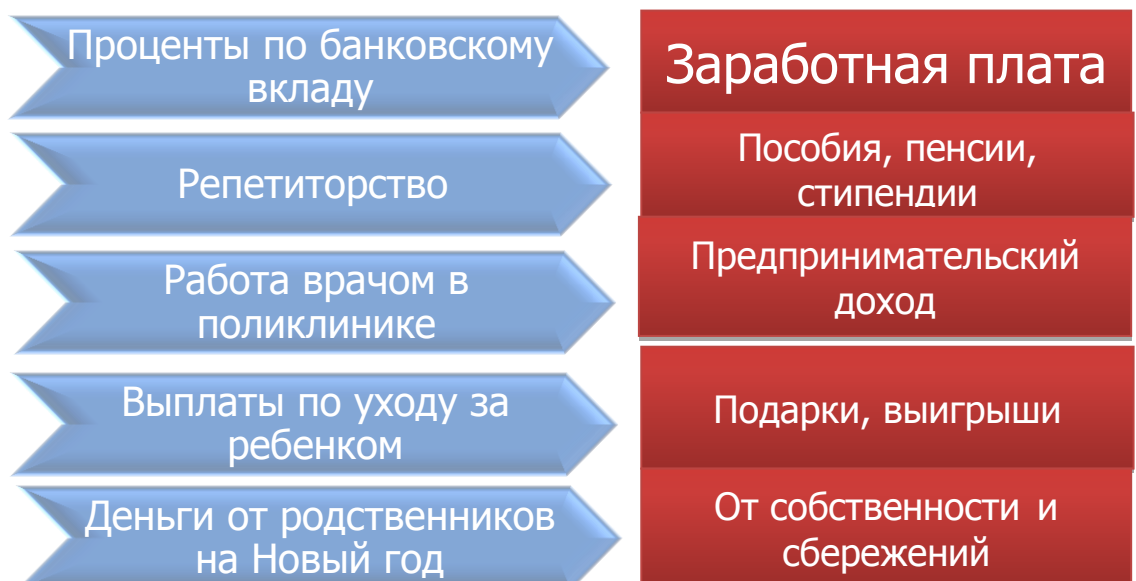 Проценты по банковскому
вкладу
Заработная плата
Репетиторство
Пособия, пенсии,
стипендии
Работа врачом в
поликлинике
Предпринимательский
доход
Выплаты по уходу за
ребенком
Подарки, выигрыши
Деньги от родственников
на Новый год
От собственности и
сбережений